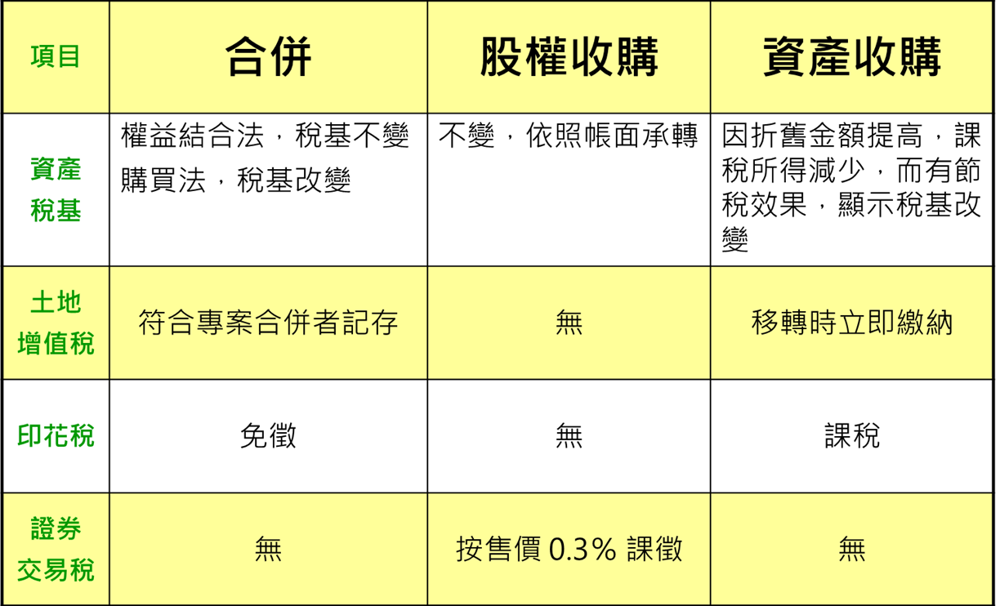 項目
合併
股權收購
資產收購
資產
稅基
權益結合法，稅基不變
購買法，稅基改變
不變，依照帳面承轉
因折舊金額提高，課
稅所得減少，而有節
稅效果，顯示稅基改
變
土地
增值稅
符合專案合併者記存
無
移轉時立即繳納
印花稅
免徵
無
課稅
證券
交易稅
無
按售價 0.3% 課徵
無